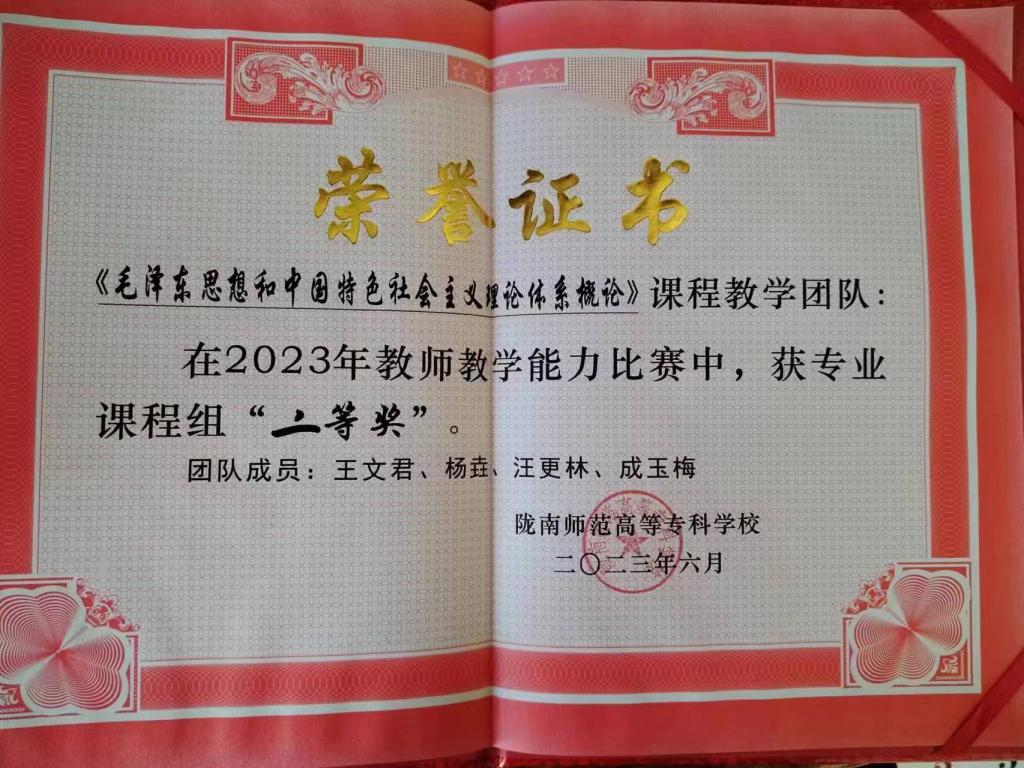 荣誉证书
《毛泽东思想和中国特色社会主义理论体系概论》课程教学团队：
在2023年教师教学能力比赛中，获专业
课程组“二等奖”。
团队成员：王文君、杨垚、汪更林、成玉梅
陇南师范高等专科学校
二〇二三年六月